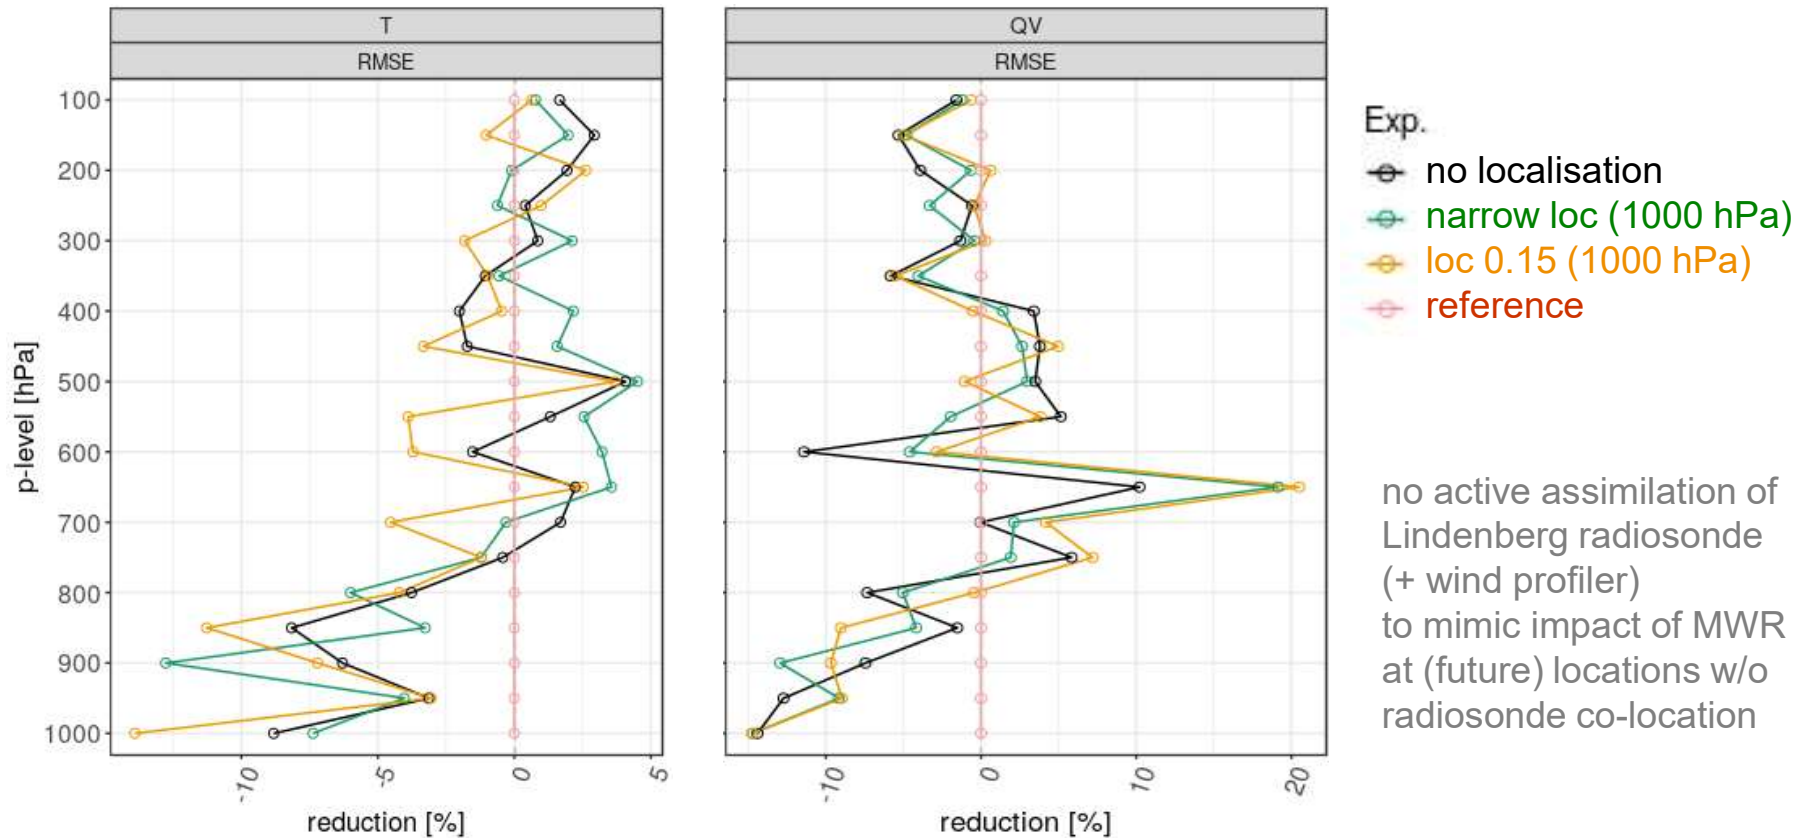 T
RMSE
QV
RMSE
p-level [hPa]
100
200
300
400
500
600
700
800
900
1000
-10
-5
0
5
reduction [%]
-10
0
10
20
reduction [%]
Exp.
no localisation
narrow loc (1000 hPa)
loc 0.15 (1000 hPa)
reference
no active assimilation of
Lindenberg radiosonde
(+ wind profiler)
to mimic impact of MWR
at (future) locations w/o
radiosonde co-location